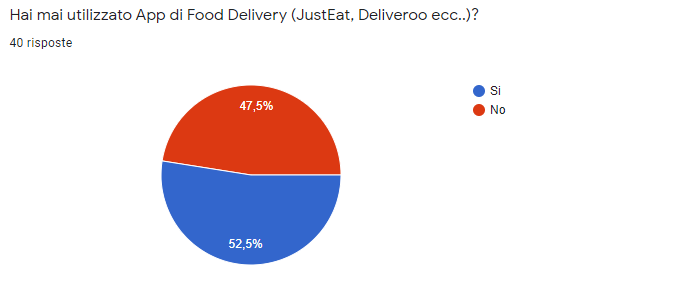 Hai mai utilizzato App di Food Delivery (JustEat, Deliveroo ecc..)?
40 risposte
47,5%
52,5%
Si
No